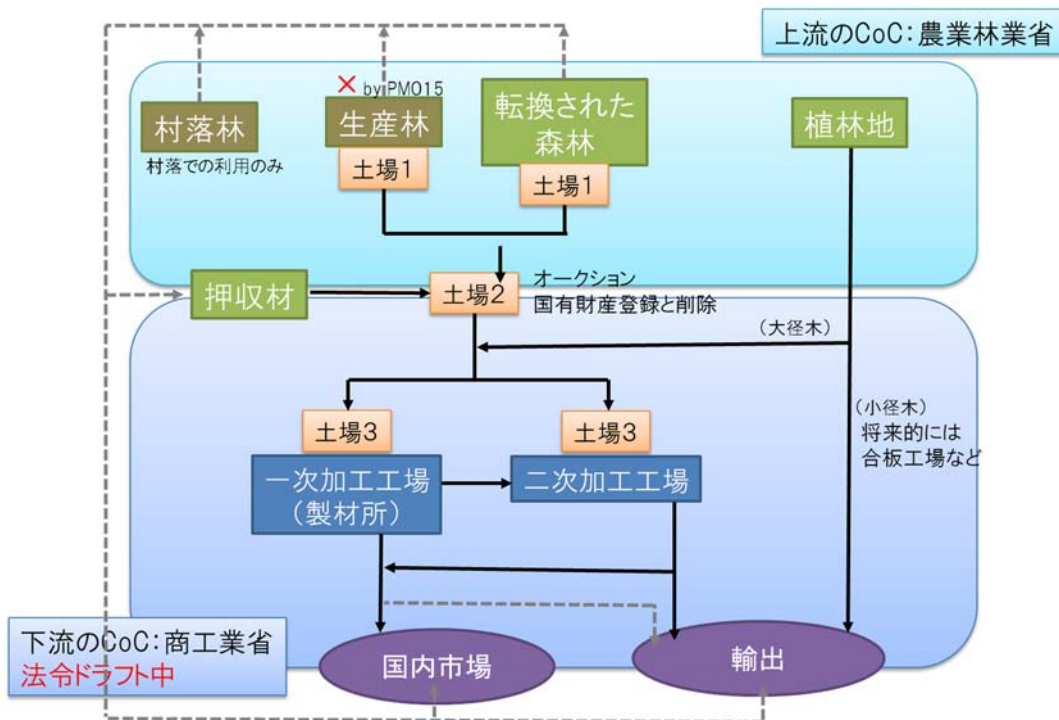 上流のCoC：農業林業省
× by PMO15
村落林
生産林
転換された
森林
植林地
村落での利用のみ
土場1
土場1
押収材
土場2
オークション
国有財産登録と削除
（大径木）
（小径木）
将来的には
合板工場など
土場3
土場3
一次加工工場
（製材所）
二次加工工場
下流のCoC：商工業省
法令ドラフト中
国内市場
輸出